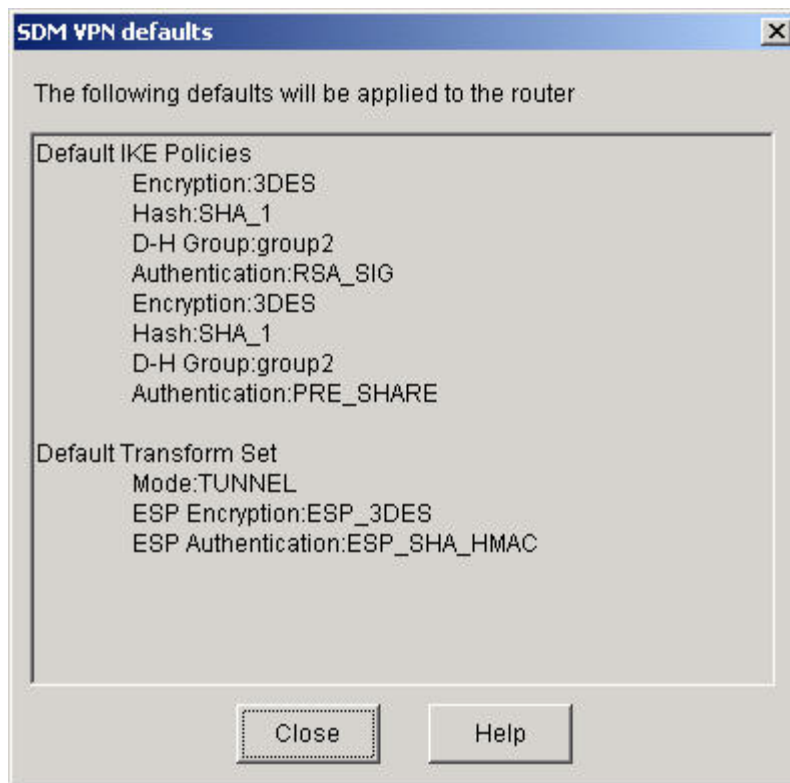 SDM VPN defaults
The following defaults will be applied to the router
Default IKE Policies
Encryption:3DES
Hash:SHA_1
D-H Group:group2
Authentication:RSA_SIG
Encryption:3DES
Hash:SHA_1
D-H Group:group2
Authentication:PRE_SHARE
Default Transform Set
Mode:TUNNEL
ESP Encryption:ESP_3DES
ESP Authentication:ESP_SHA_HMAC
Close
Help